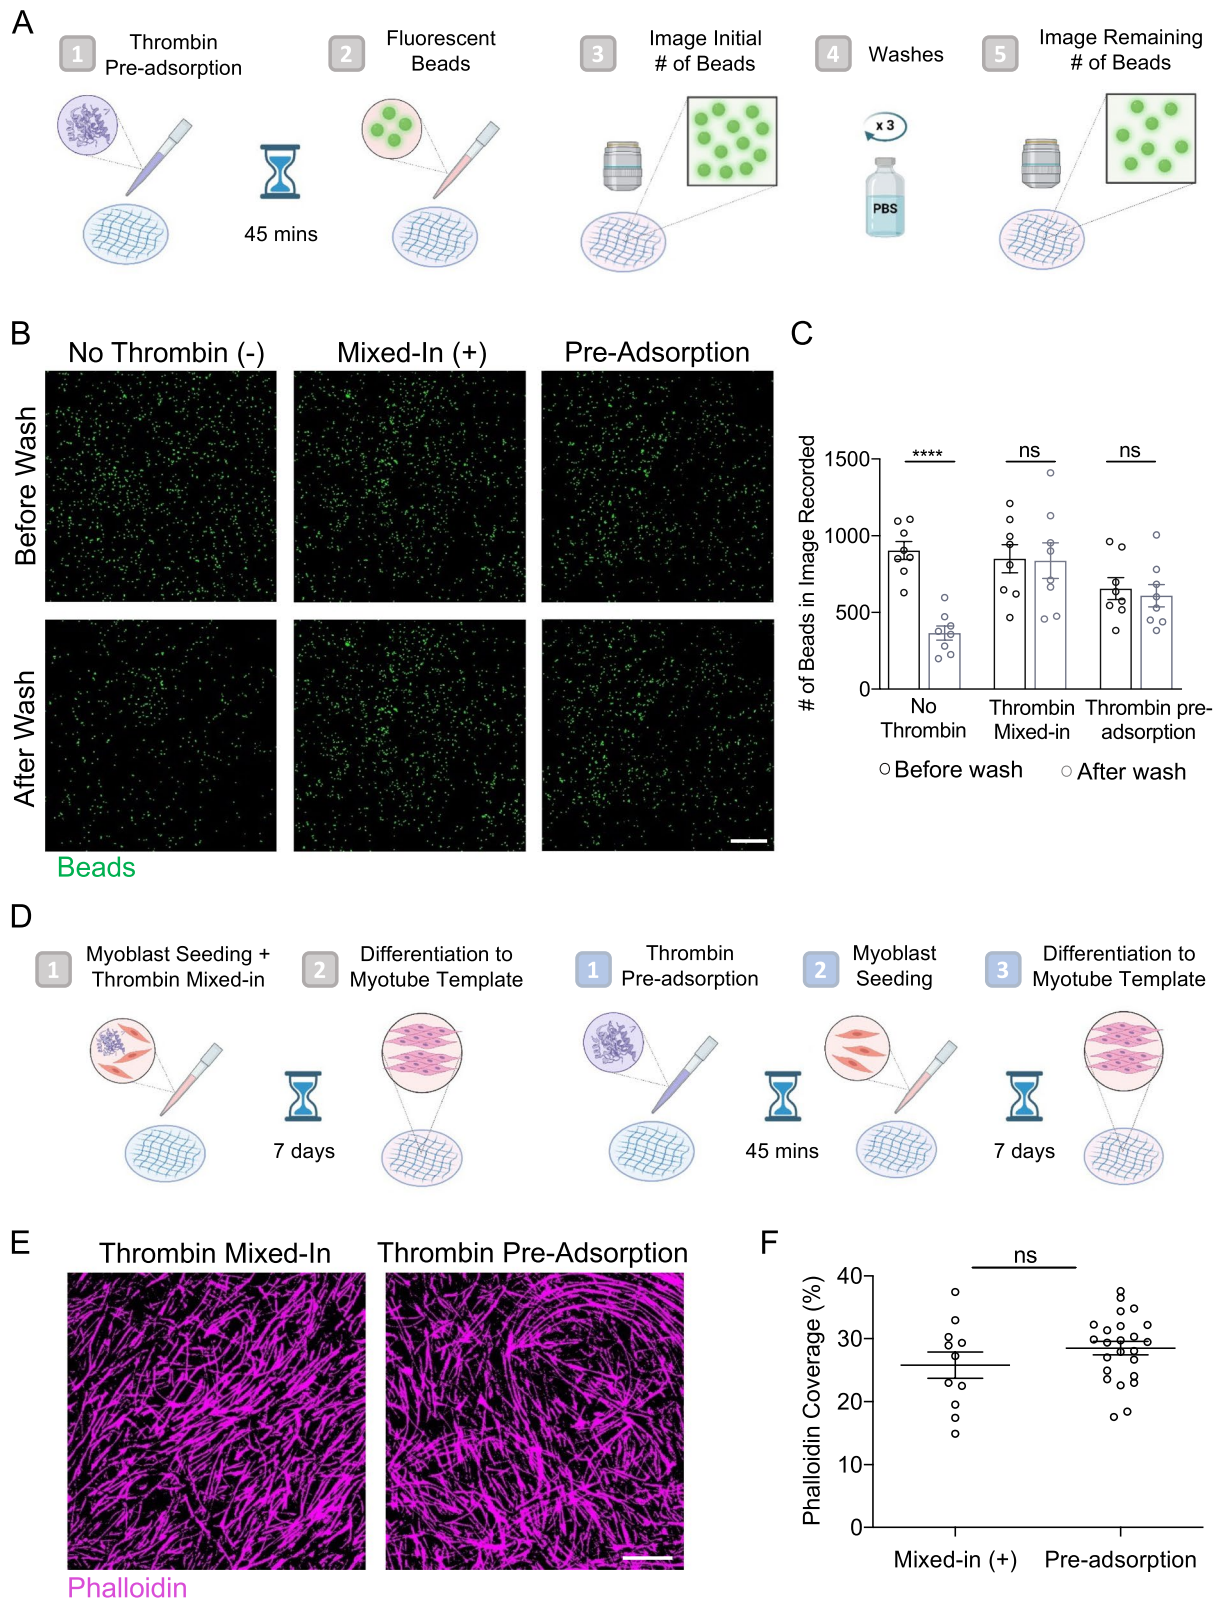 A
1
Thrombin
Pre-adsorption
2
Fluorescent
Beads
3
Image Initial
# of Beads
4
Washes
5
Image Remaining
# of Beads
x 3
PBS
45 mins
B
No Thrombin (-)
Mixed-In (+)
Pre-Adsorption
Before Wash
After Wash
Beads
C
# of Beads in Image Recorded
1500
1000
500
0
****
ns
ns
No
Thrombin
Thrombin
Mixed-in
Thrombin pre-
adsorption
Before wash
After wash
D
1
Myoblast Seeding +
Thrombin Mixed-in
2
Differentiation to
Myotube Template
7 days
1
Thrombin
Pre-adsorption
2
Myoblast
Seeding
3
Differentiation to
Myotube Template
45 mins
7 days
E
Thrombin Mixed-In
Thrombin Pre-Adsorption
Phalloidin
F
Phalloidin Coverage (%)
40
30
20
10
0
ns
Mixed-in (+)
Pre-adsorption